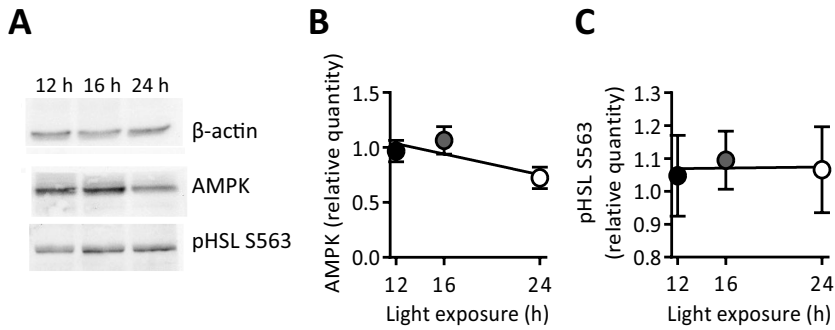 A
12 h 16 h 24 h
β-actin
AMPK
pHSL S563
B
AMPK (relative quantity)
1.5
1.0
0.5
0.0
12 16 24
Light exposure (h)
C
pHSL S563
(relative quantity)
1.3
1.2
1.1
1.0
0.9
0.8
12 16 24
Light exposure (h)